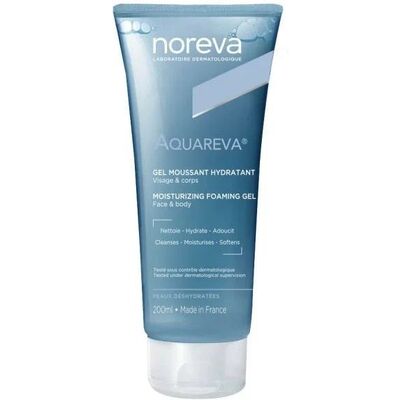 noreva
LABORATOIRE DERMATOLOGIQUE
AQUAREVA®
GEL MOUSSANT HYDRATANT
Visage & corps
MOISTURIZING FOAMING GEL
Face & body
Nettoie - Hydrate - Adoucit
Cleanses - Moisturises - Softens
Testé sous contrôle dermatologique
Tested under dermatological supervision
PEAUX DÉSHYDRATÉES
200ml • Made in France